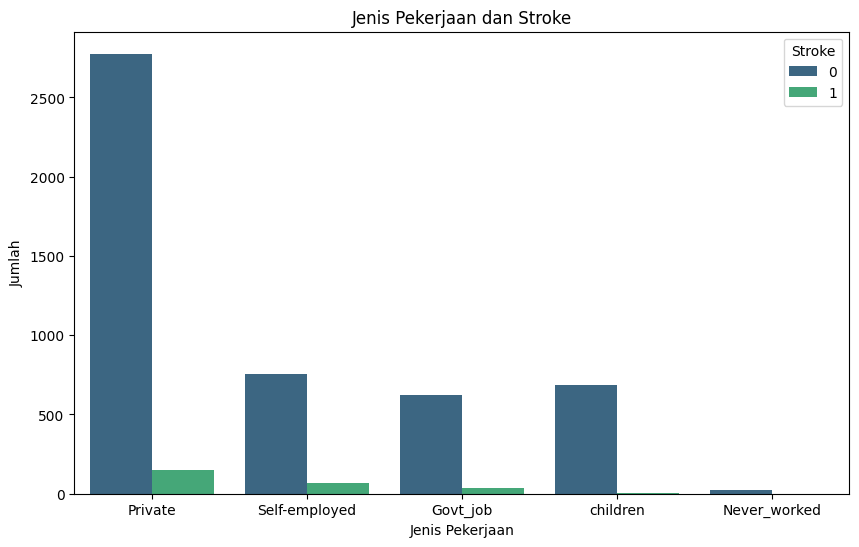 Jenis Pekerjaan dan Stroke
Stroke
0
1
Jumlah
2500
2000
1500
1000
500
0
Private Self-employed Govt_job children Never_worked
Jenis Pekerjaan